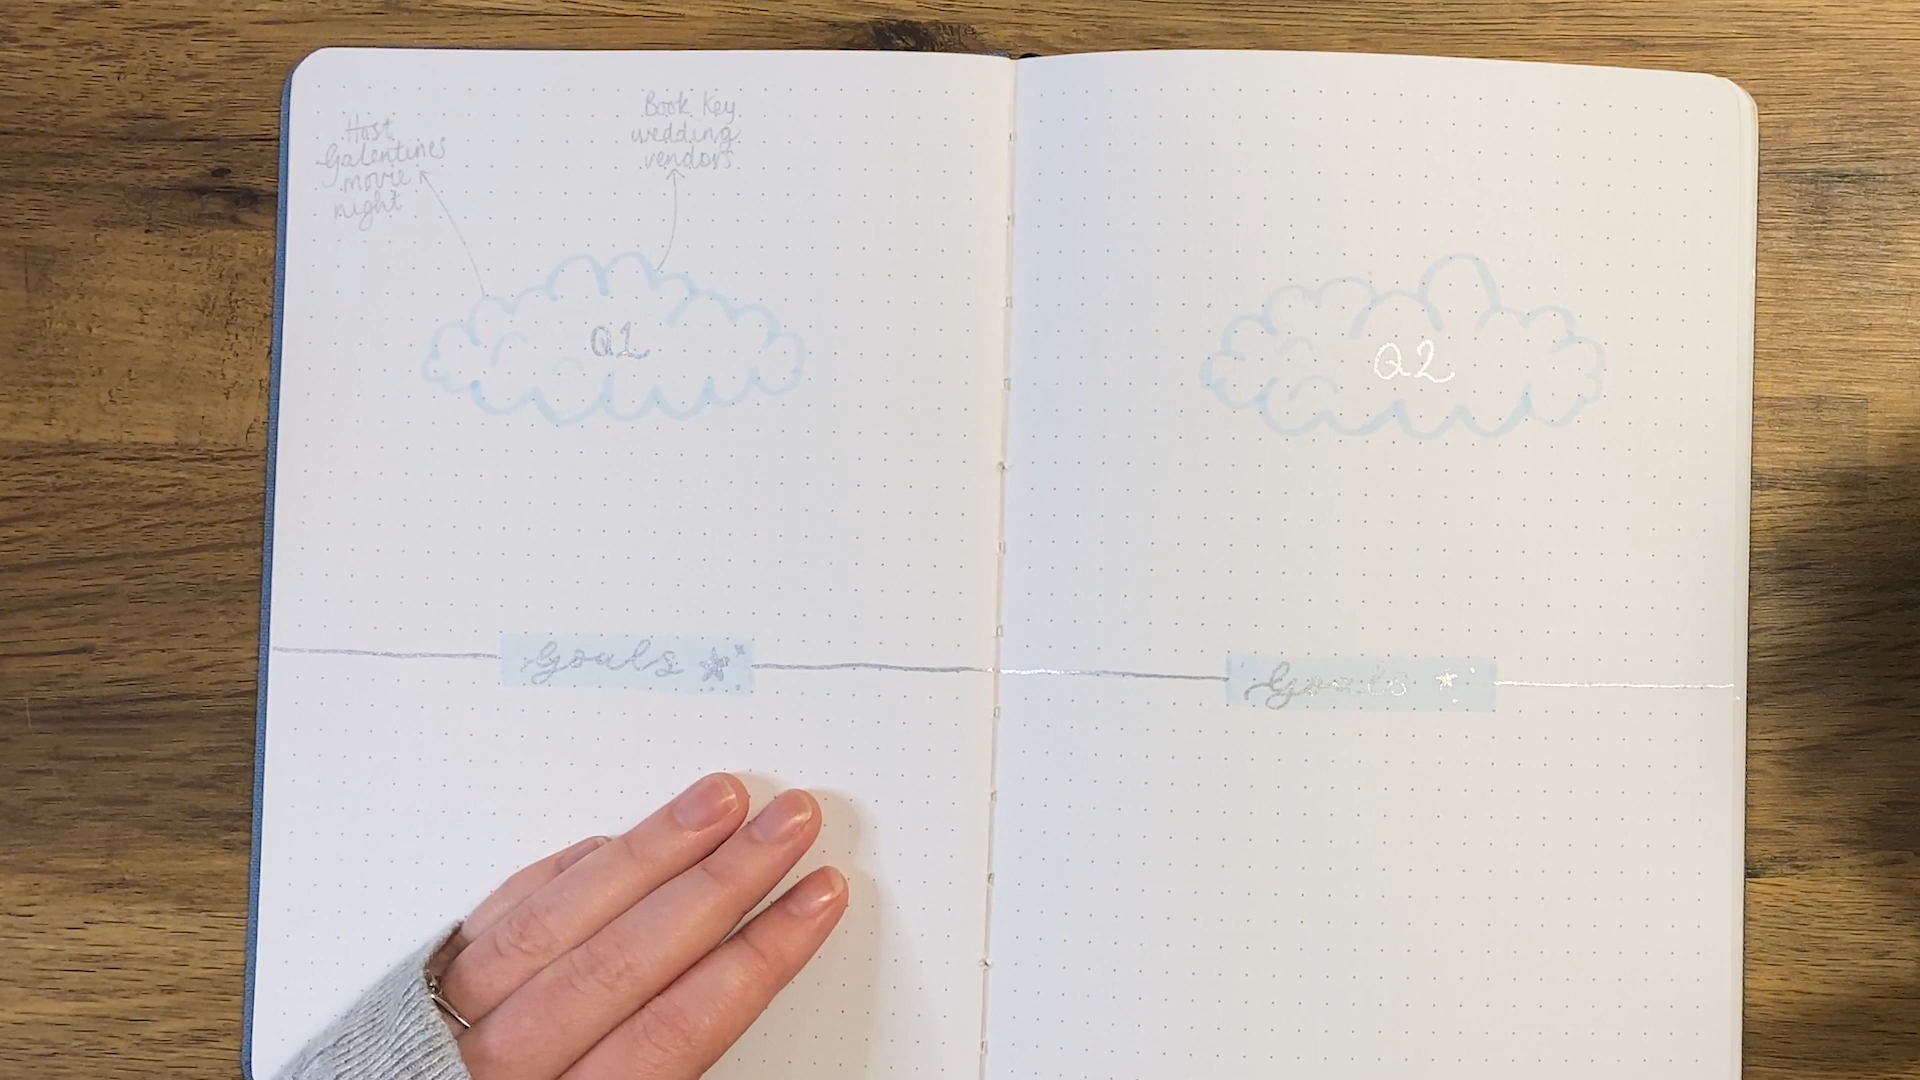 Host
Galentines
movie
night
Book Key
wedding
vendors
Q1
Goals
Q2
Goals